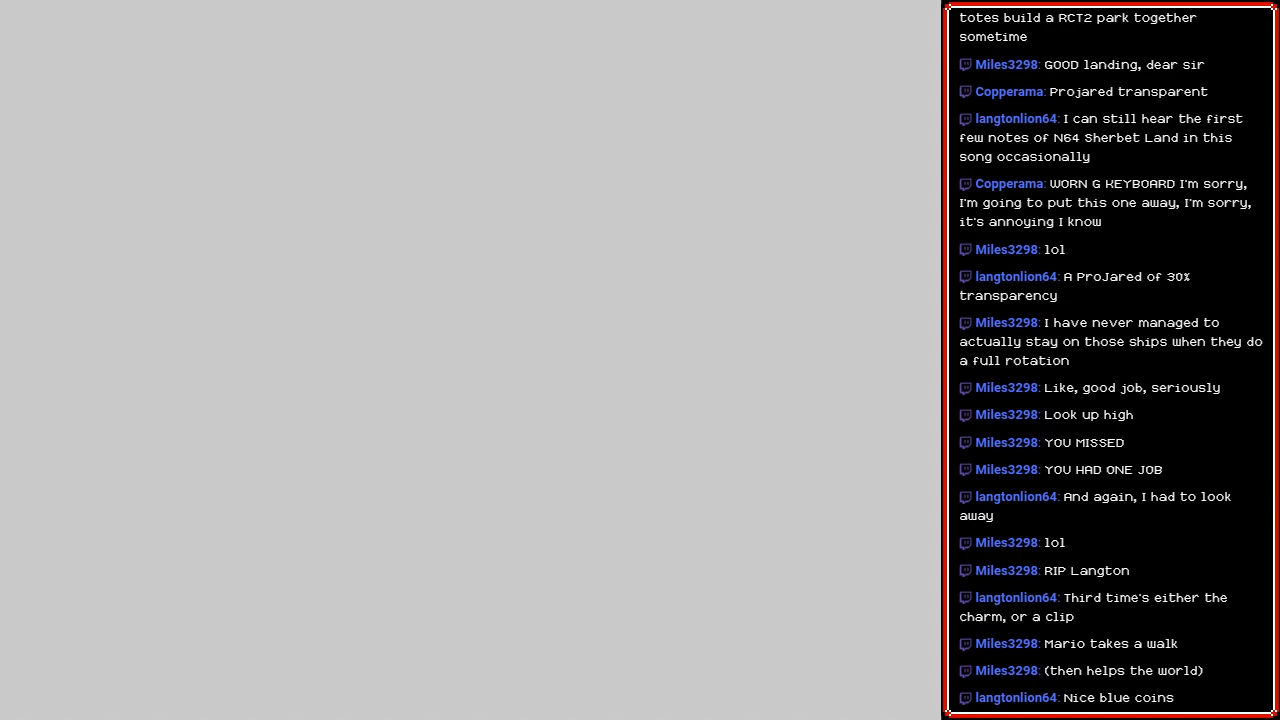 totes build a RCT2 park together
sometime
Miles3298: GOOD landing, dear sir
Copperama: Projared transparent
langtonlion64: I can still hear the first
few notes of N64 Sherbet Land in this
song occasionally
Copperama: WORN G KEYBOARD I'm sorry,
I'm going to put this one away, I'm sorry,
it's annoying I know
Miles3298: lol
langtonlion64: A ProJared of 30%
transparency
Miles3298: I have never managed to
actually stay on those ships when they do
a full rotation
Miles3298: Like, good job, seriously
Miles3298: Look up high
Miles3298: YOU MISSED
Miles3298: YOU HAD ONE JOB
langtonlion64: And again, I had to look
away
Miles3298: lol
Miles3298: RIP Langton
langtonlion64: Third time's either the
charm, or a clip
Miles3298: Mario takes a walk
Miles3298: (then helps the world)
langtonlion64: Nice blue coins